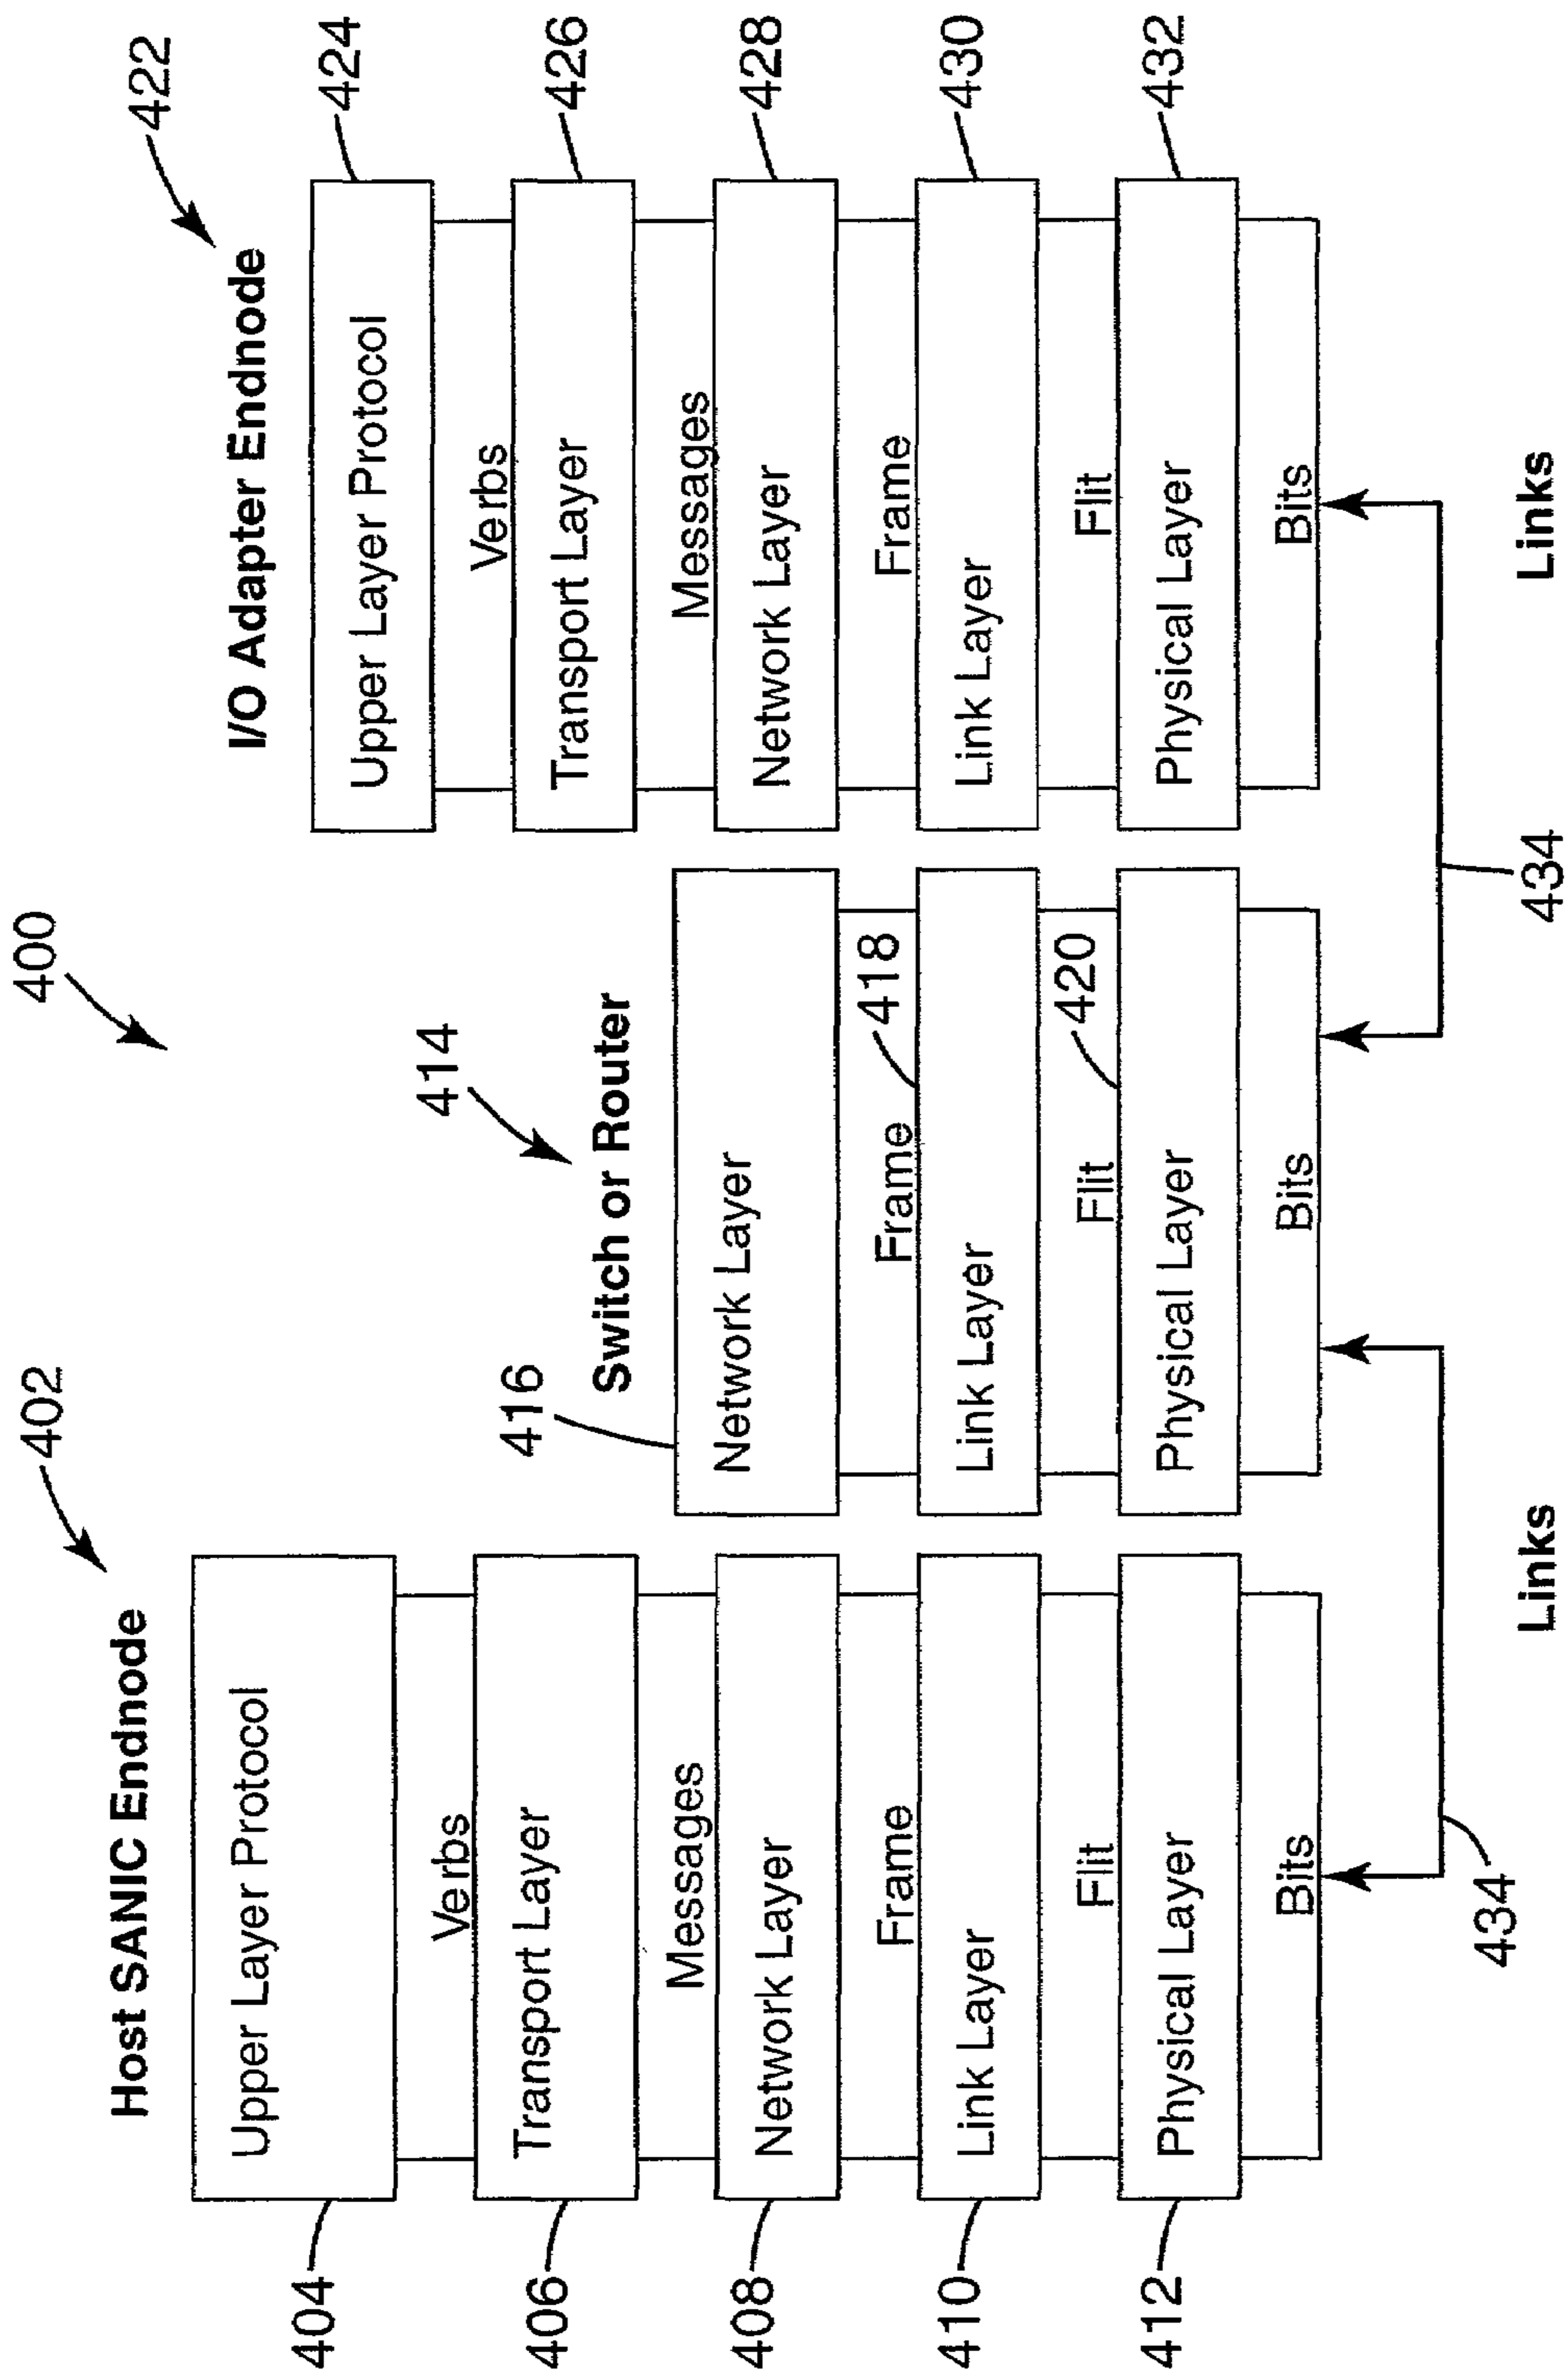 400
402
Host SANIC Endnode
414
Switch or Router
422
I/O Adapter Endnode
404
Upper Layer Protocol
Verbs
406
Transport Layer
Messages
408
Network Layer
Frame
410
Link Layer
Flit
412
Physical Layer
Bits
416
Network Layer
Frame
418
Link Layer
Flit
420
Physical Layer
Bits
424
Upper Layer Protocol
Verbs
426
Transport Layer
Messages
428
Network Layer
Frame
430
Link Layer
Flit
432
Physical Layer
Bits
434
Links
434
Links